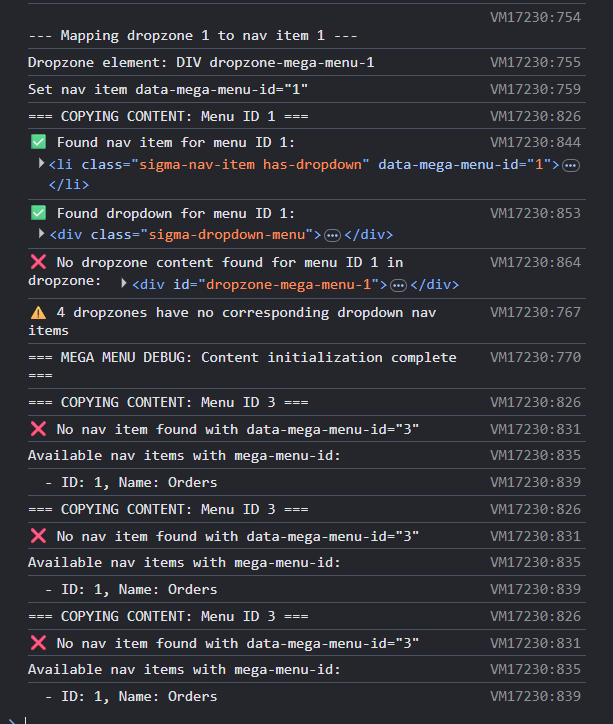 VM17230:754
--- Mapping dropzone 1 to nav item 1 ---
Dropzone element: DIV dropzone-mega-menu-1 VM17230:755
Set nav item data-mega-menu-id="1" VM17230:759
=== COPYING CONTENT: Menu ID 1 === VM17230:826
✅ Found nav item for menu ID 1: VM17230:844
<li class="sigma-nav-item has-dropdown" data-mega-menu-id="1">
</li>
✅ Found dropdown for menu ID 1: VM17230:853
<div class="sigma-dropdown-menu"></div>
❌ No dropzone content found for menu ID 1 in VM17230:864
dropzone: <div id="dropzone-mega-menu-1"></div>
⚠️ 4 dropzones have no corresponding dropdown nav VM17230:767
items
=== MEGA MENU DEBUG: Content initialization complete VM17230:770
===
=== COPYING CONTENT: Menu ID 3 === VM17230:826
❌ No nav item found with data-mega-menu-id="3" VM17230:831
Available nav items with mega-menu-id: VM17230:835
- ID: 1, Name: Orders VM17230:839
=== COPYING CONTENT: Menu ID 3 === VM17230:826
❌ No nav item found with data-mega-menu-id="3" VM17230:831
Available nav items with mega-menu-id: VM17230:835
- ID: 1, Name: Orders VM17230:839
=== COPYING CONTENT: Menu ID 3 === VM17230:826
❌ No nav item found with data-mega-menu-id="3" VM17230:831
Available nav items with mega-menu-id: VM17230:835
- ID: 1, Name: Orders VM17230:839